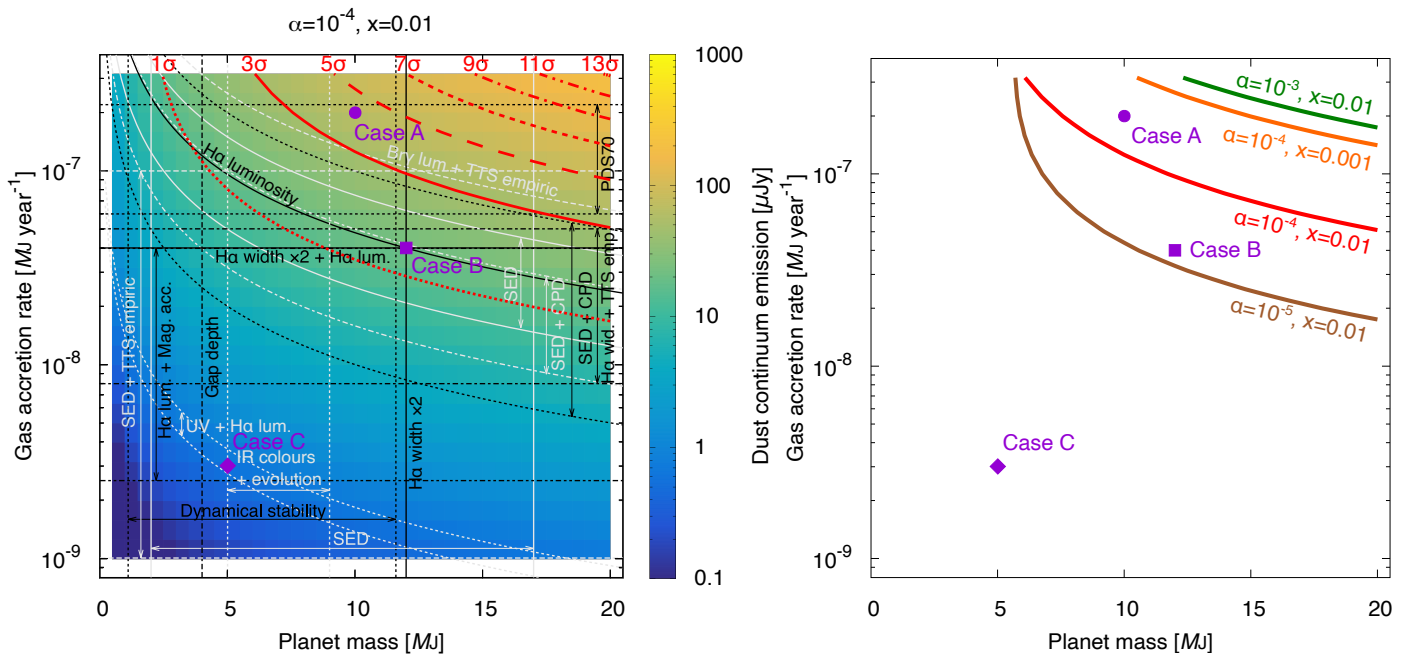 α=10⁻⁴, x=0.01
1σ 3σ 5σ 7σ 9σ 11σ 13σ
Case A
Bry lum. + TTS empiric
PDS70
Hα luminosity
Hα width ×2 + Hα lum.
Case B
SED
SED + CPD
SED + CPD
Hα wid. + TTS emp.
SED + TTS empiric
Hα lum. + Mag. acc.
Gap depth
UV + Hα lum.
Case C
IR colours
+ evolution
Hα width ×2
Dynamical stability
SED
Gas accretion rate [MJ year⁻¹]
10⁻⁷
10⁻⁸
10⁻⁹
0 5 10 15 20
Planet mass [MJ]
1000
100
10
1
0.1
Dust continuum emission [μJy]
α=10⁻³, x=0.01
α=10⁻⁴, x=0.001
α=10⁻⁴, x=0.01
α=10⁻⁵, x=0.01
Case A
Case B
Case C
Gas accretion rate [MJ year⁻¹]
10⁻⁷
10⁻⁸
10⁻⁹
0 5 10 15 20
Planet mass [MJ]